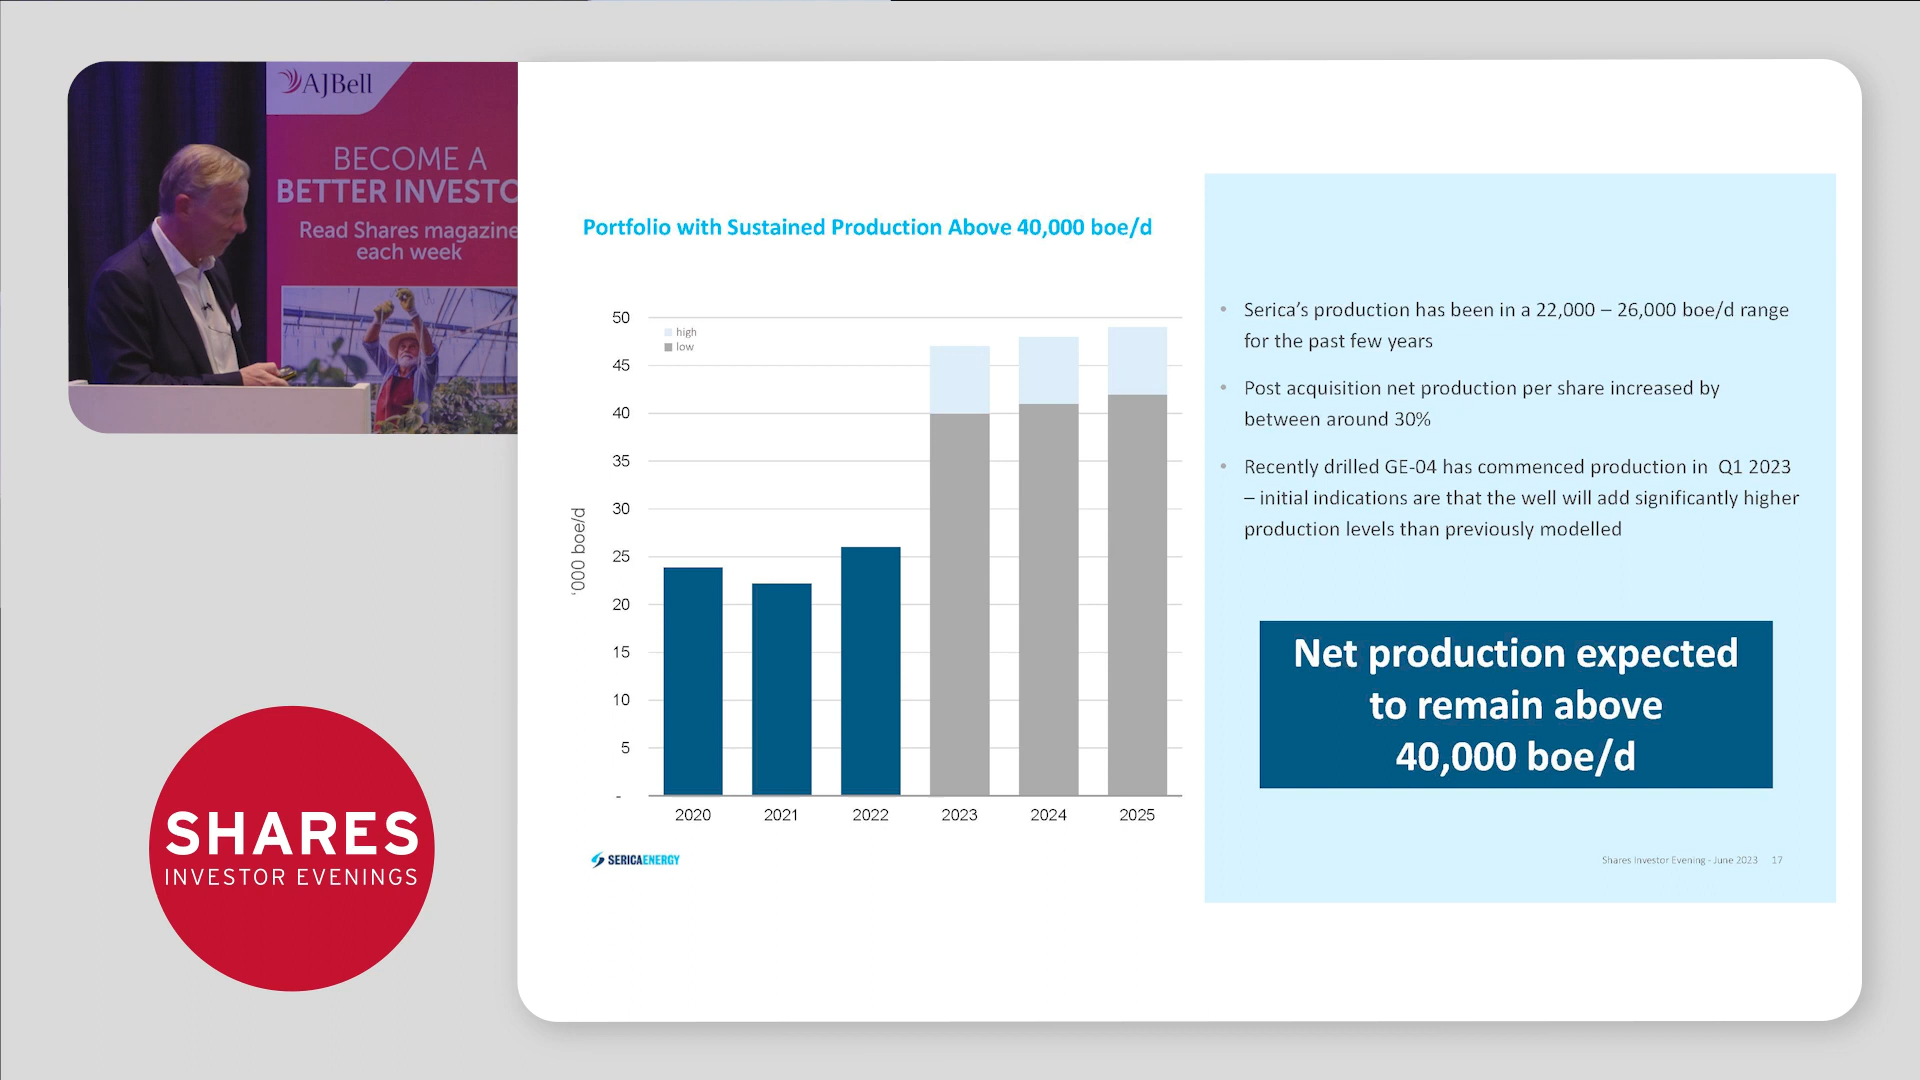 AJBell
BECOME A
BETTER INVESTO
Read Shares magazine
each week
Portfolio with Sustained Production Above 40,000 boe/d
high
low
50
45
40
35
30
25
20
15
10
5
-
'000 boe/d
2020 2021 2022 2023 2024 2025
SERICAENERGY
• Serica’s production has been in a 22,000 – 26,000 boe/d range
for the past few years
• Post acquisition net production per share increased by
between around 30%
• Recently drilled GE-04 has commenced production in Q1 2023
– initial indications are that the well will add significantly higher
production levels than previously modelled
Net production expected
to remain above
40,000 boe/d
Shares Investor Evening - June 2023 17
SHARES
INVESTOR EVENINGS